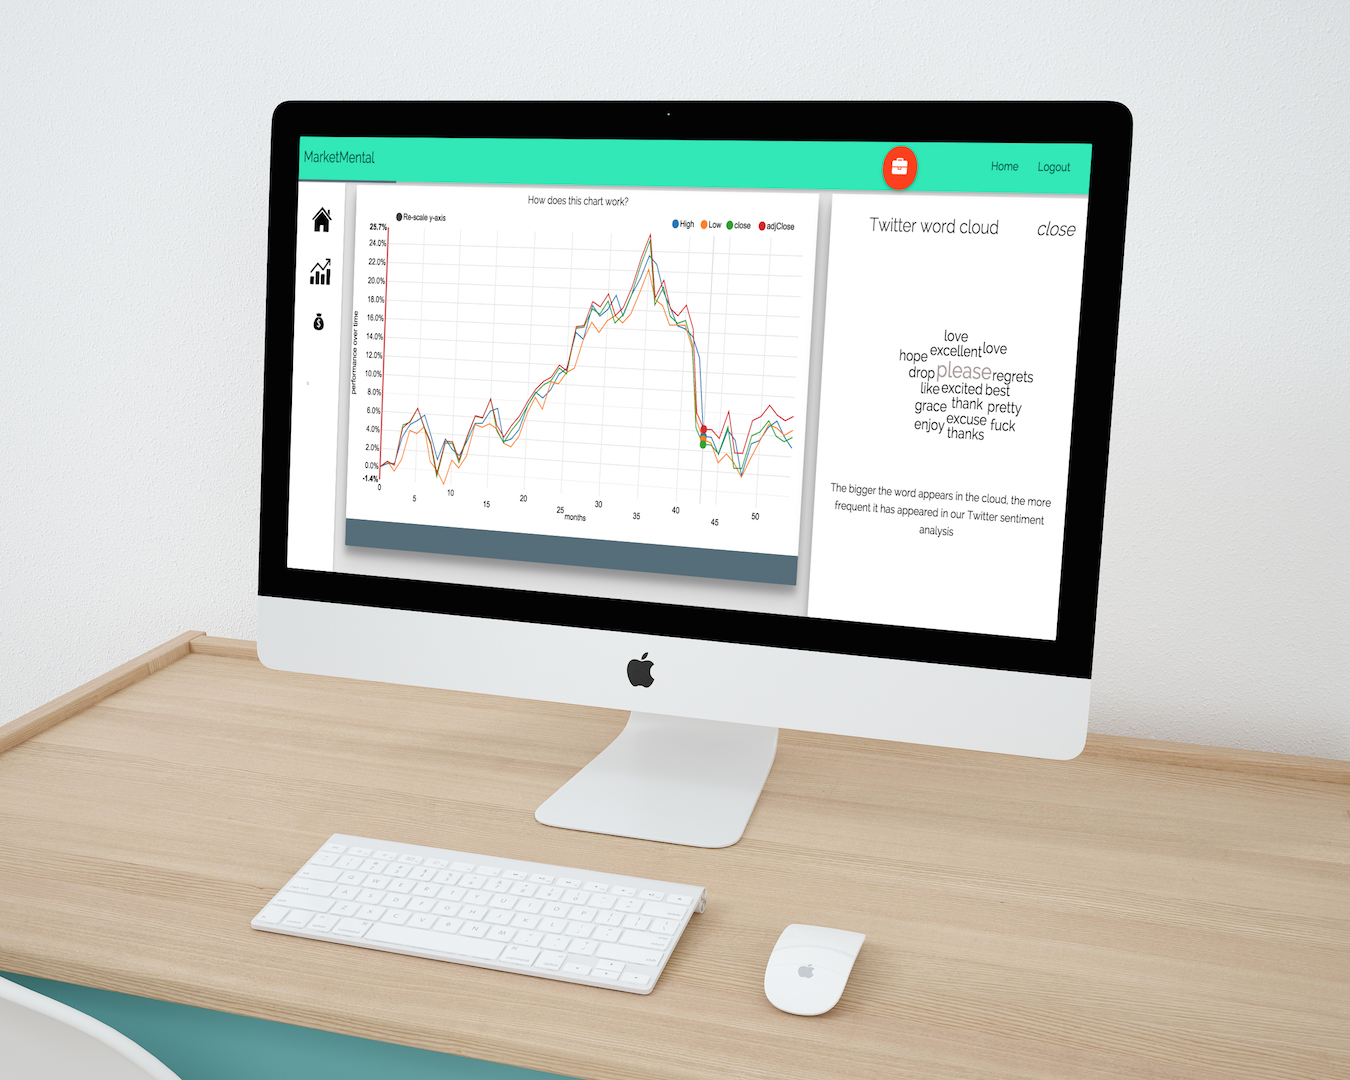 MarketMental
Home
Logout
How does this chart work?
Re-scale y-axis
High
Low
close
adjClose
25.7%
24.0%
22.0%
20.0%
18.0%
16.0%
14.0%
12.0%
10.0%
8.0%
6.0%
4.0%
2.0%
0.0%
-1.4%
performance over time
0
5
10
15
20
25
30
35
40
45
50
months
Twitter word cloud
close
love
hope excellent love
drop please regrets
like excited best
grace thank pretty
enjoy excuse fuck
thanks
The bigger the word appears in the cloud, the more
frequent it has appeared in our Twitter sentiment
analysis